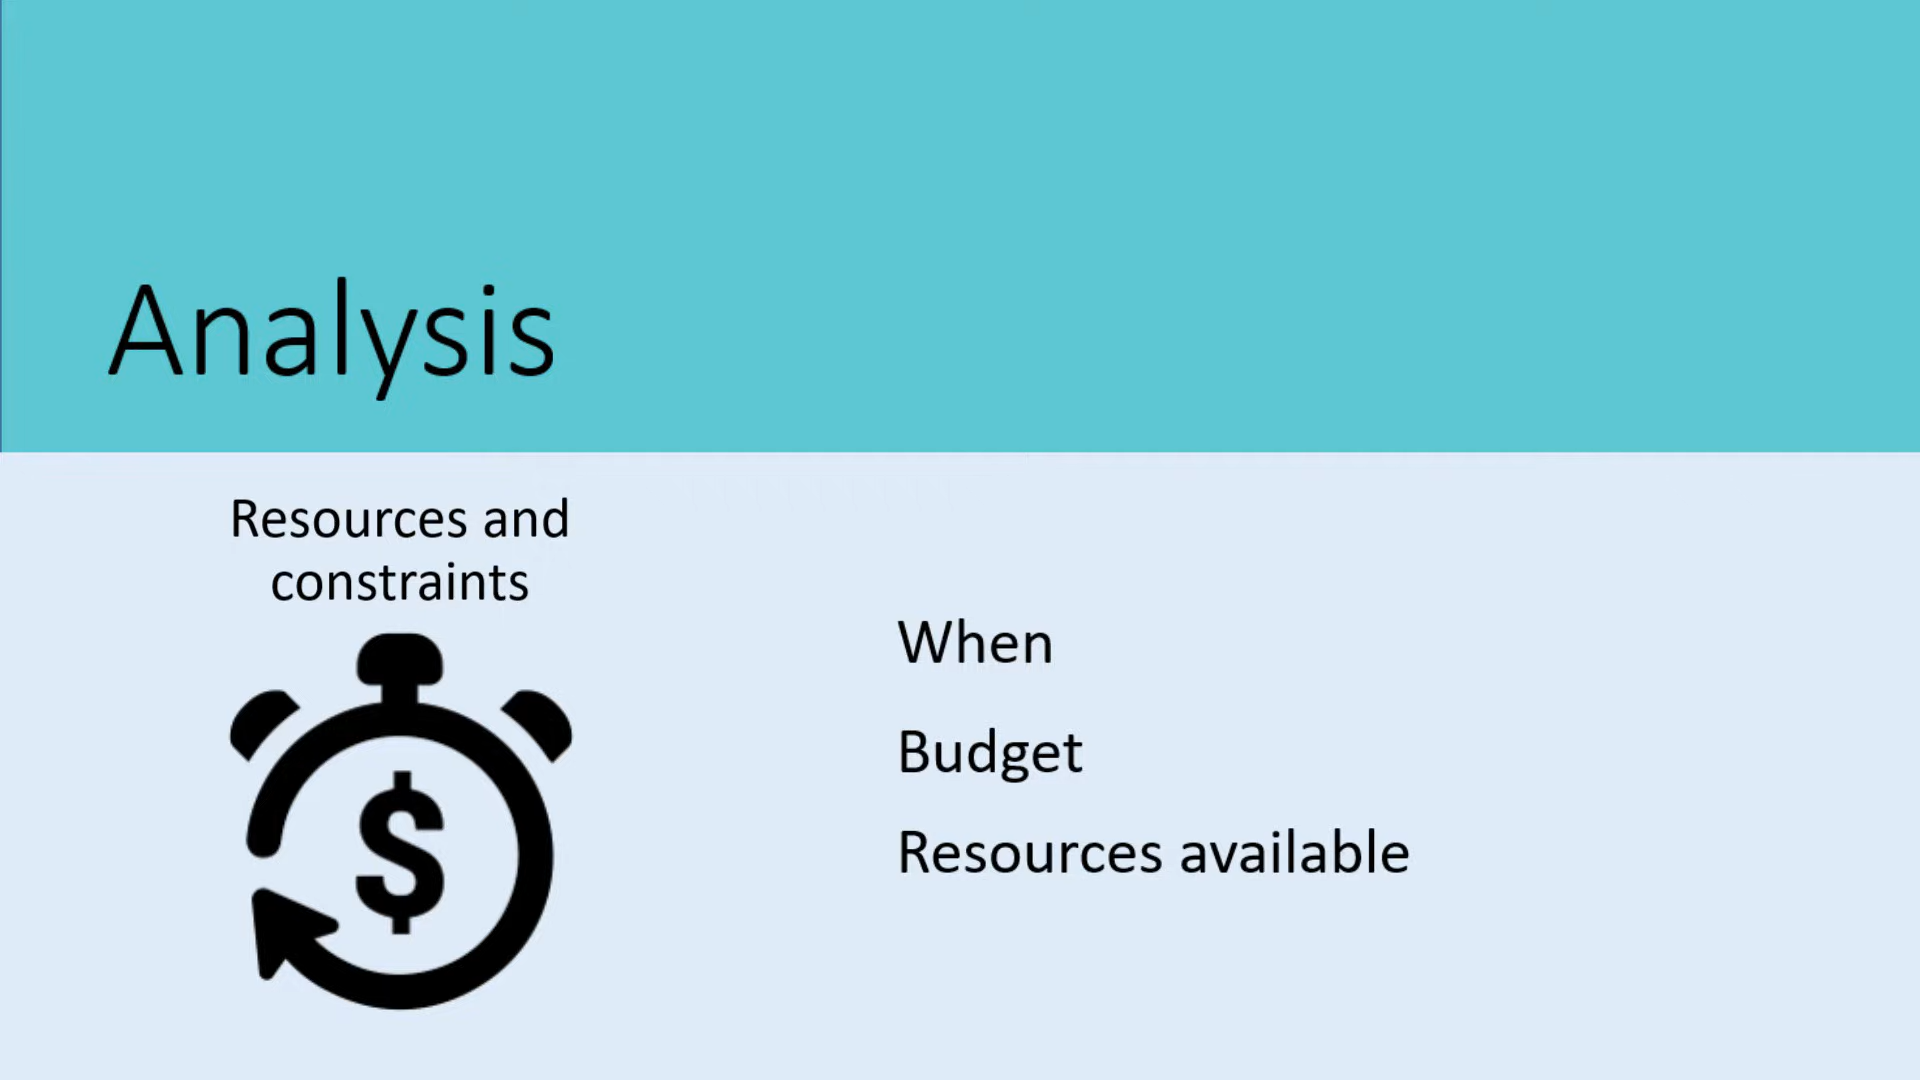 Analysis
Resources and
constraints
$
When
Budget
Resources available